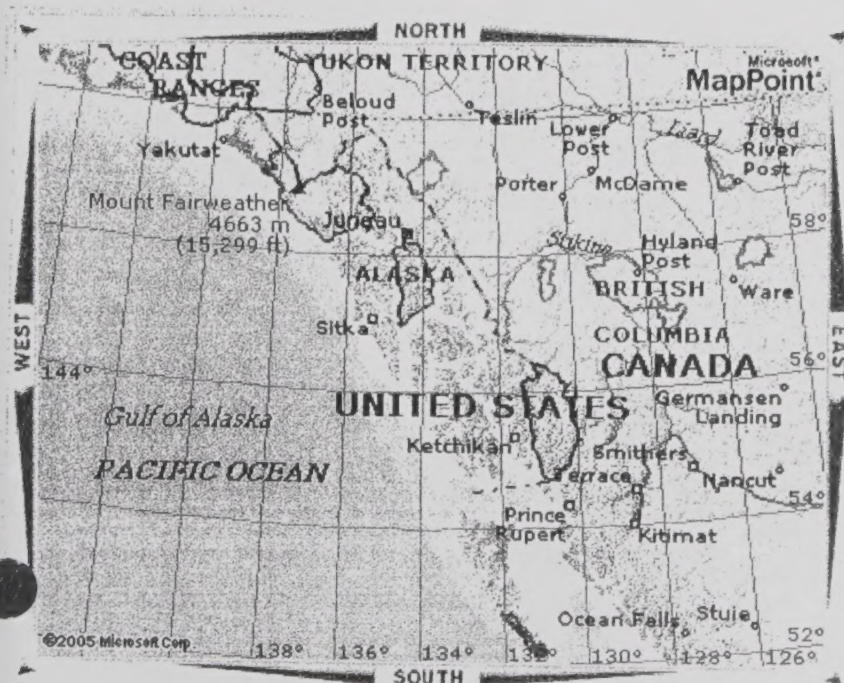 NORTH
COAST
RANGES
YUKON TERRITORY
Microsoft®
MapPoint®
Beloud
Post
Teslin
Lower
Post
Liard
Toad
River
Post
Yakutat
Porter
McDame
Mount Fairweather
4663 m
(15,299 ft)
Juneau
58°
Stikine
Hyland
Post
ALASKA
BRITISH
Ware
Sitka
COLUMBIA
WEST
EAST
CANADA
56°
144°
UNITED STATES
Germansen
Landing
Gulf of Alaska
Ketchikan
Smithers
PACIFIC OCEAN
Terrace
Nancut
54°
Prince
Rupert
Kitimat
Ocean Falls
Stuie
52°
©2005 Microsoft Corp
138°
136°
134°
132°
130°
128°
126°
SOUTH